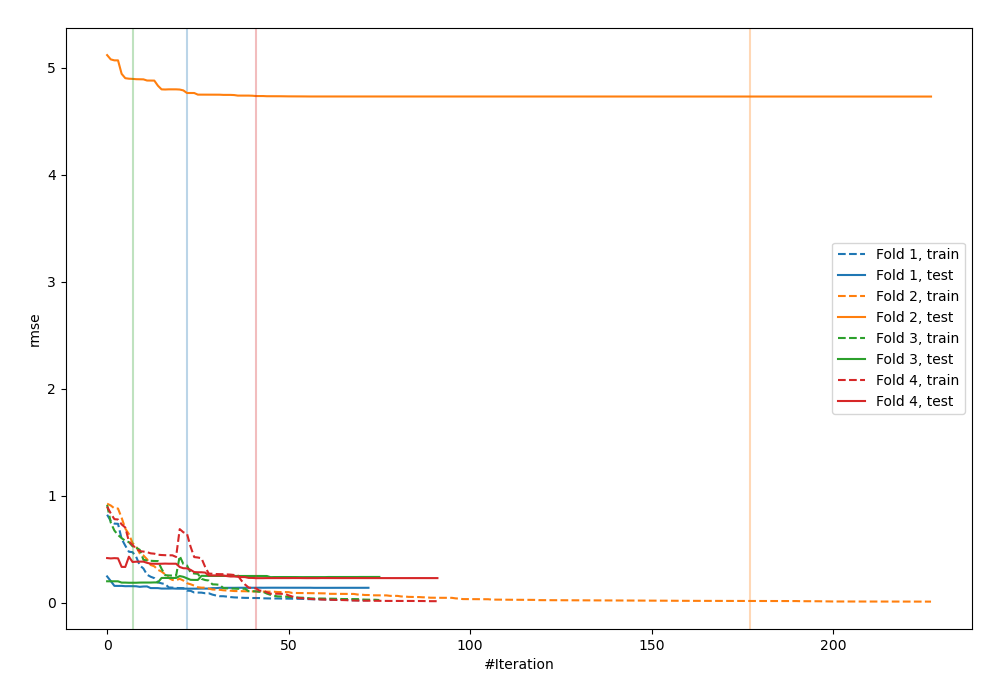 5
4
3
2
1
0
rmse
0
50
100
150
200
#Iteration
Fold 1, train
Fold 1, test
Fold 2, train
Fold 2, test
Fold 3, train
Fold 3, test
Fold 4, train
Fold 4, test